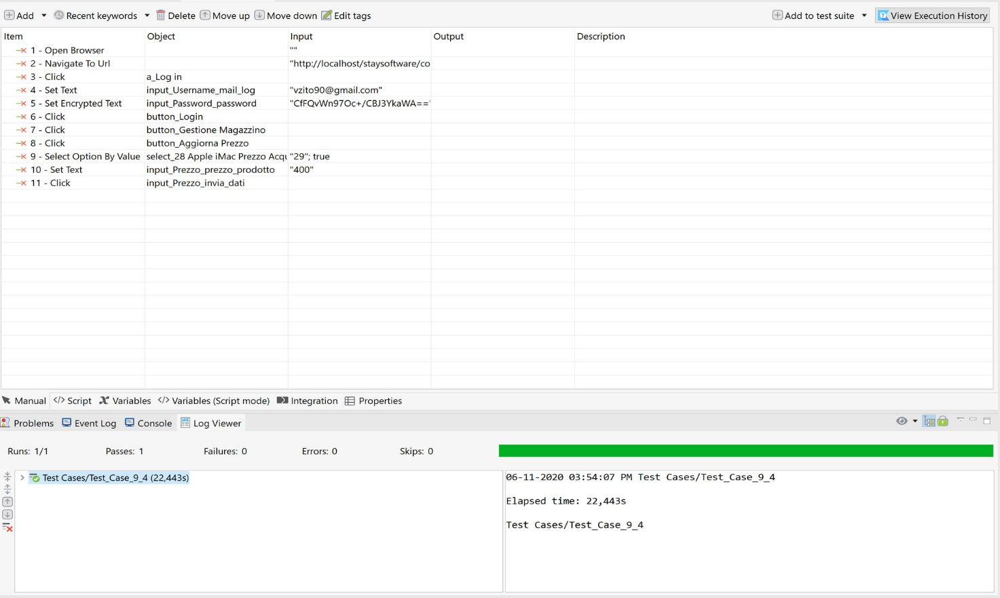 Add Recent keywords Delete Move up Move down Edit tags Add to test suite View Execution History
Item Object Input Output Description
1 - Open Browser ""
2 - Navigate To Url "http://localhost/staysoftware/co
3 - Click a_Log in
4 - Set Text input_Username_mail_log "vzito90@gmail.com"
5 - Set Encrypted Text input_Password_password "CfFQvWn97Oc+/CBJ3YkaWA=="
6 - Click button_Login
7 - Click button_Gestione Magazzino
8 - Click button_Aggiorna Prezzo
9 - Select Option By Value select_28 Apple iMac Prezzo Acqu "29"; true
10 - Set Text input_Prezzo_prezzo_prodotto "400"
11 - Click input_Prezzo_invia_dati
Manual </> Script Variables </> Variables (Script mode) Integration Properties
Problems Event Log Console Log Viewer
Runs: 1/1 Passes: 1 Failures: 0 Errors: 0 Skips: 0
Test Cases/Test_Case_9_4 (22,443s)
06-11-2020 03:54:07 PM Test Cases/Test_Case_9_4
Elapsed time: 22,443s
Test Cases/Test_Case_9_4